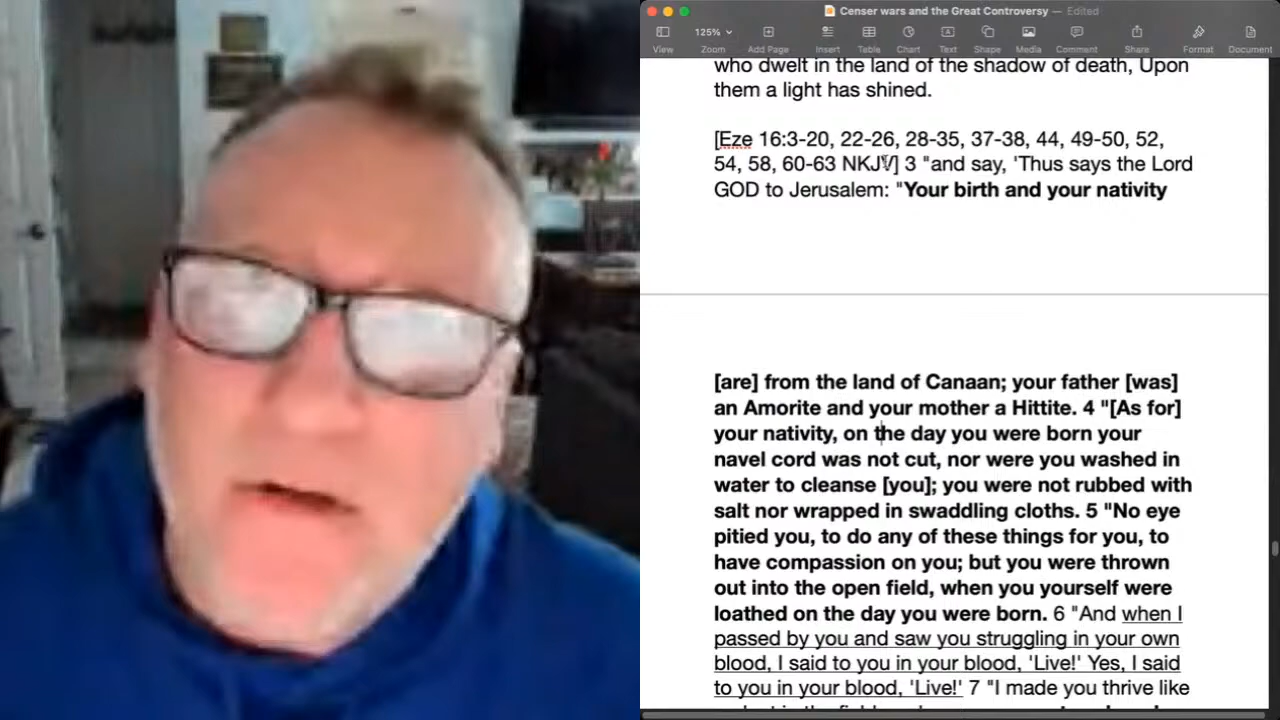 Censer wars and the Great Controversy — Edited
125%
View Zoom Add Page Insert Table Chart Text Shape Media Comment Share Format Document
who dwelt in the land of the shadow of death, Upon
them a light has shined.
[Eze 16:3-20, 22-26, 28-35, 37-38, 44, 49-50, 52,
54, 58, 60-63 NKJV] 3 "and say, 'Thus says the Lord
GOD to Jerusalem: "Your birth and your nativity
[are] from the land of Canaan; your father [was]
an Amorite and your mother a Hittite. 4 "[As for]
your nativity, on the day you were born your
navel cord was not cut, nor were you washed in
water to cleanse [you]; you were not rubbed with
salt nor wrapped in swaddling cloths. 5 "No eye
pitied you, to do any of these things for you, to
have compassion on you; but you were thrown
out into the open field, when you yourself were
loathed on the day you were born. 6 "And when I
passed by you and saw you struggling in your own
blood, I said to you in your blood, 'Live!' Yes, I said
to you in your blood, 'Live!' 7 "I made you thrive like